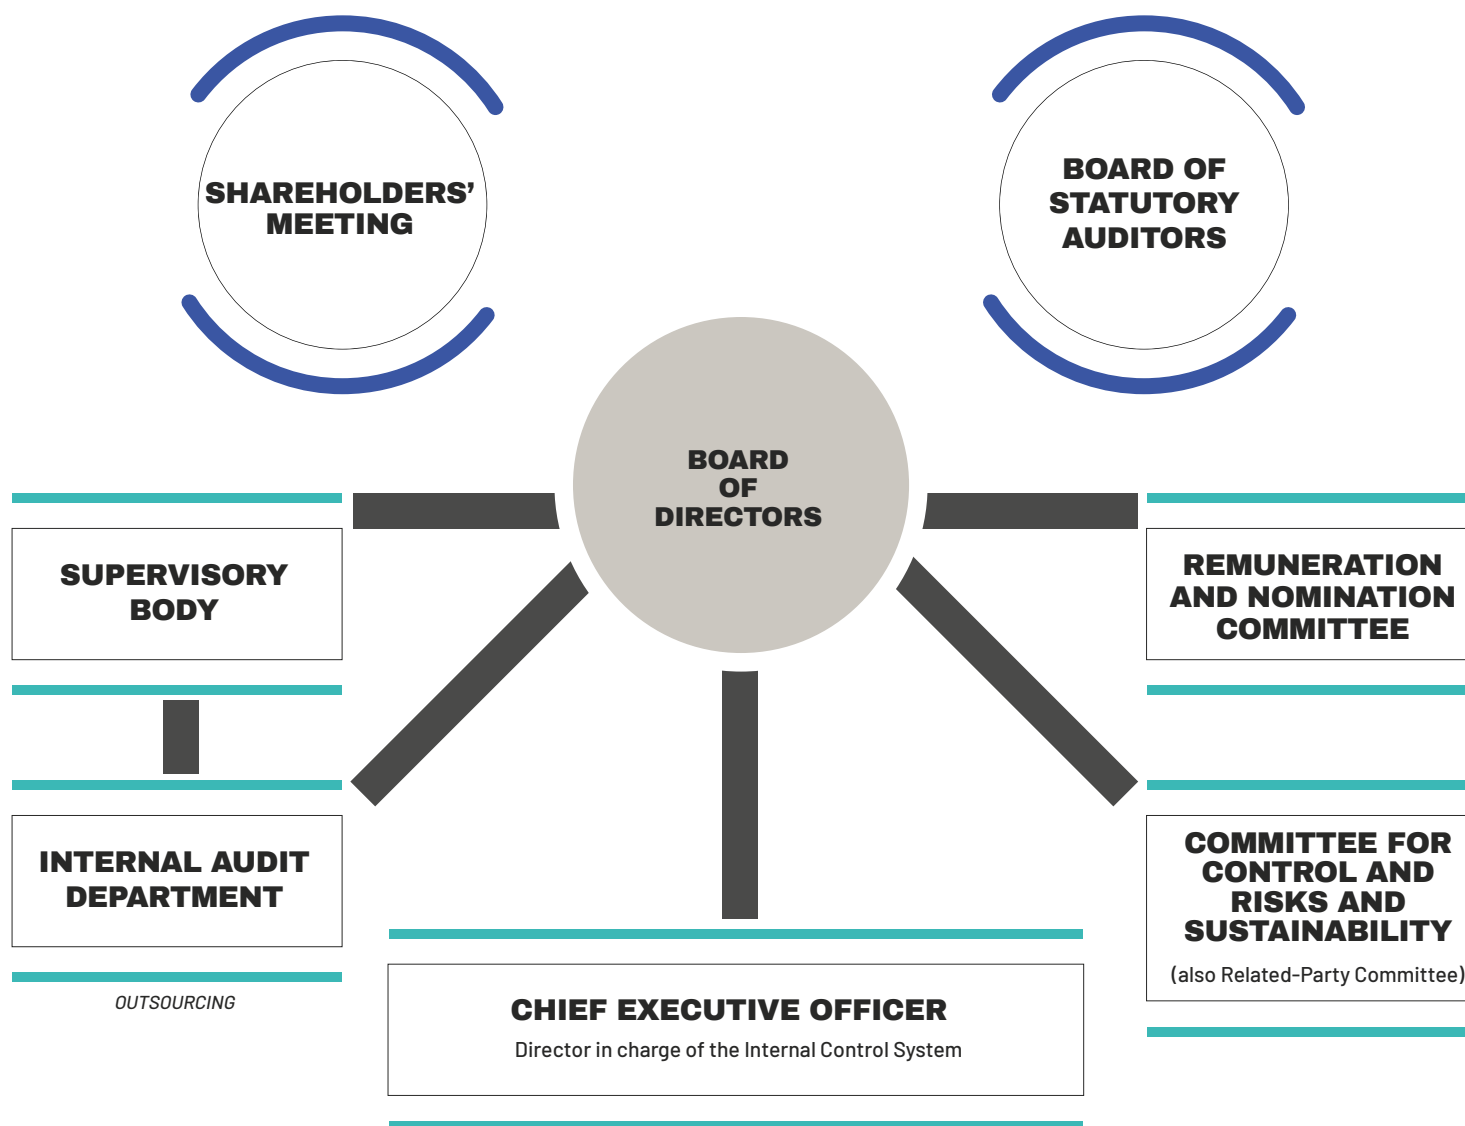 SHAREHOLDERS’
MEETING
BOARD OF
STATUTORY
AUDITORS
BOARD
OF
DIRECTORS
SUPERVISORY
BODY
REMUNERATION
AND NOMINATION
COMMITTEE
INTERNAL AUDIT
DEPARTMENT
OUTSOURCING
COMMITTEE FOR
CONTROL AND
RISKS AND
SUSTAINABILITY
(also Related-Party Committee)
CHIEF EXECUTIVE OFFICER
Director in charge of the Internal Control System